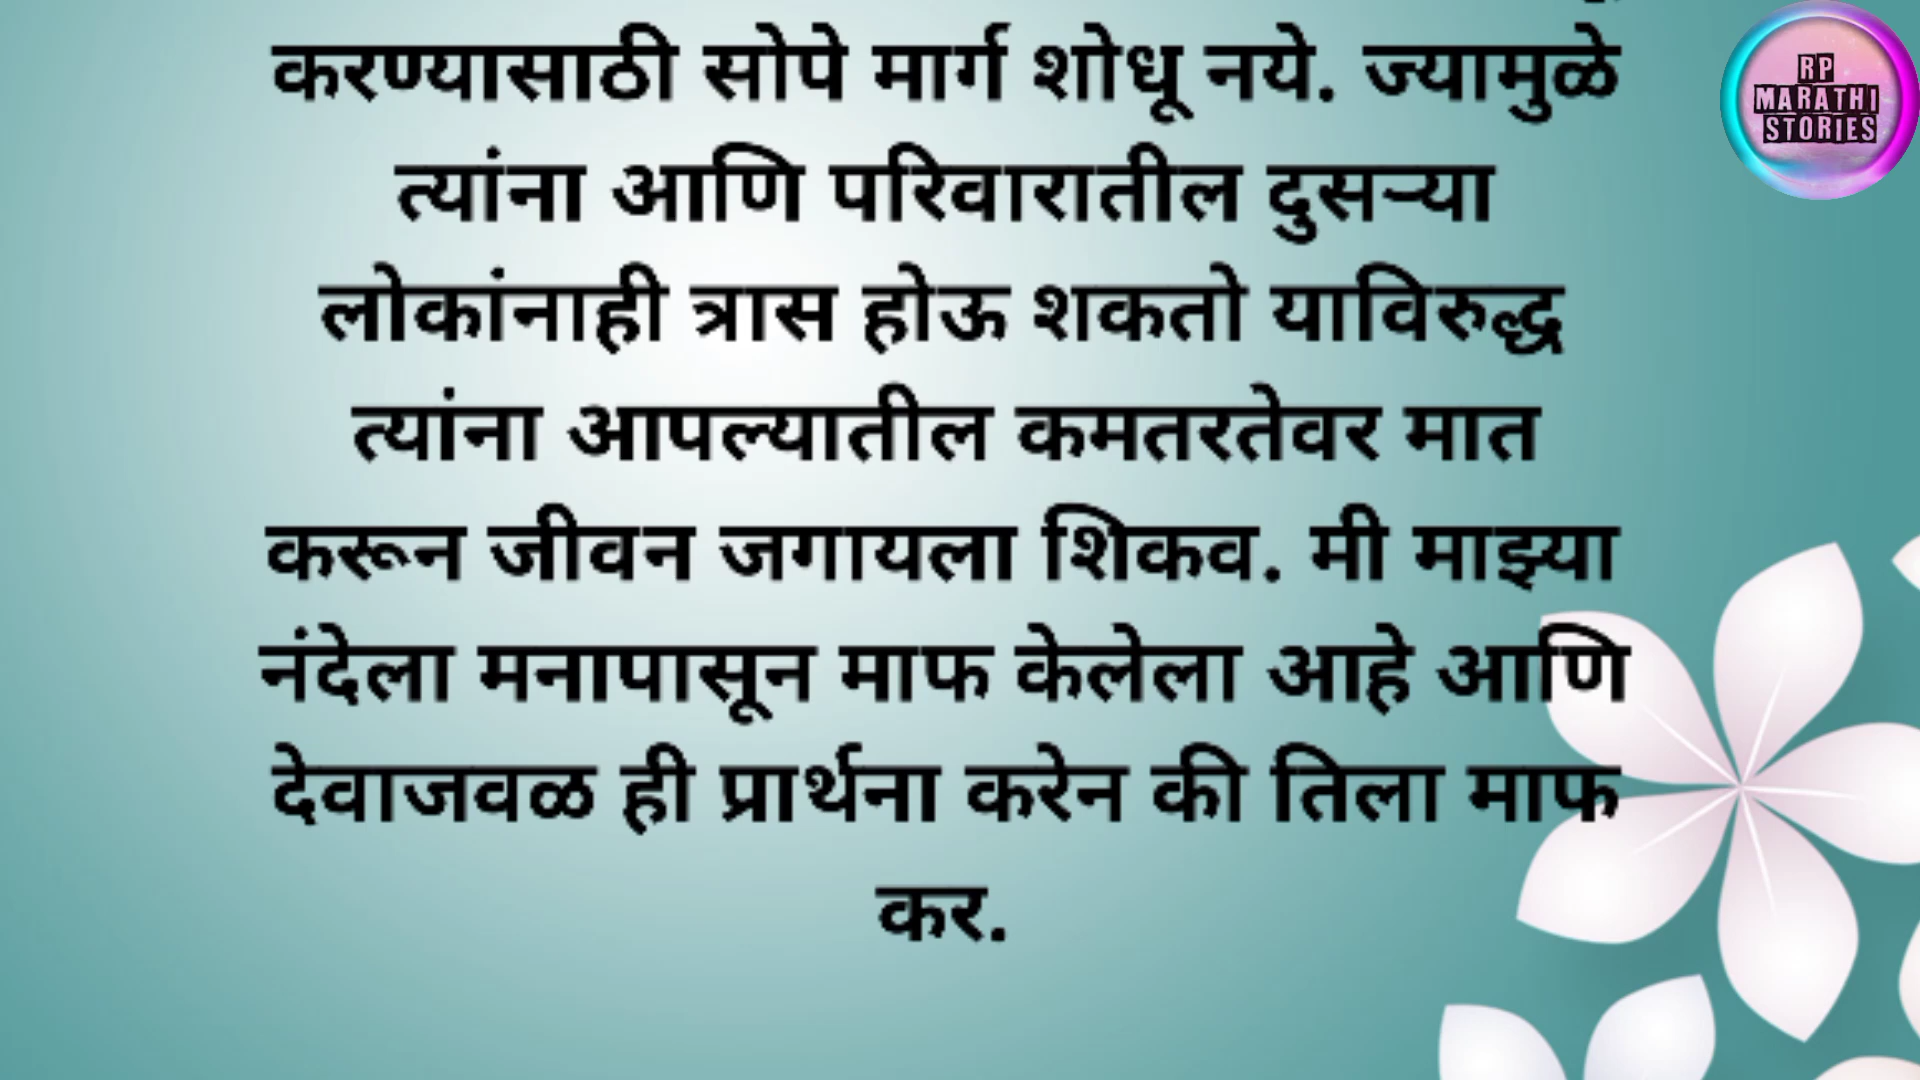 करण्यासाठी सोपे मार्ग शोधू नये. ज्यामुळे
त्यांना आणि परिवारातील दुसऱ्या
लोकांनाही त्रास होऊ शकतो याविरुद्ध
त्यांना आपल्यातील कमतरतेवर मात
करून जीवन जगायला शिकव. मी माझ्या
नंदेला मनापासून माफ केलेला आहे आणि
देवाजवळ ही प्रार्थना करेन की तिला माफ
कर.
RP
MARATHI
STORIES